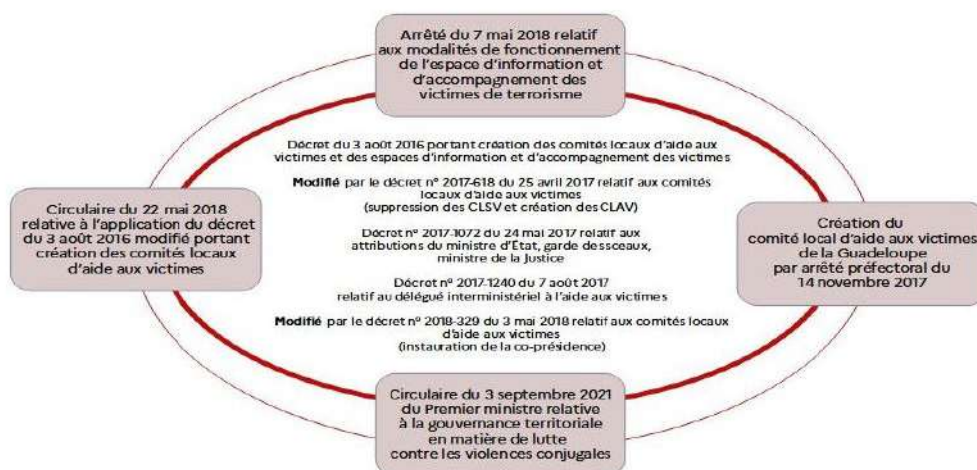 Arrêté du 7 mai 2018 relatif
aux modalités de fonctionnement
de l'espace d'information et
d'accompagnement des
victimes de terrorisme
Décret du 3 août 2016 portant création des comités locaux d'aide aux
victimes et des espaces d'information et d'accompagnement des victimes
Modifié par le décret n° 2017-618 du 25 avril 2017 relatif aux comités
locaux d'aide aux victimes
(suppression des CLSV et création des CLAV)
Décret n° 2017-1072 du 24 mai 2017 relatif aux
attributions du ministre d'État, garde des sceaux,
ministre de la Justice
Décret n° 2017-1240 du 7 août 2017
relatif au délégué interministériel à l'aide aux victimes
Modifié par le décret n° 2018-329 du 3 mai 2018 relatif aux comités locaux
d'aide aux victimes
(instauration de la co-présidence)
Circulaire du 22 mai 2018
relative à l'application du décret
du 3 août 2016 modifié portant
création des comités locaux
d'aide aux victimes
Création du
comité local d'aide aux victimes
de la Guadeloupe
par arrêté préfectoral du
14 novembre 2017
Circulaire du 3 septembre 2021
du Premier ministre relative
à la gouvernance territoriale
en matière de lutte
contre les violences conjugales